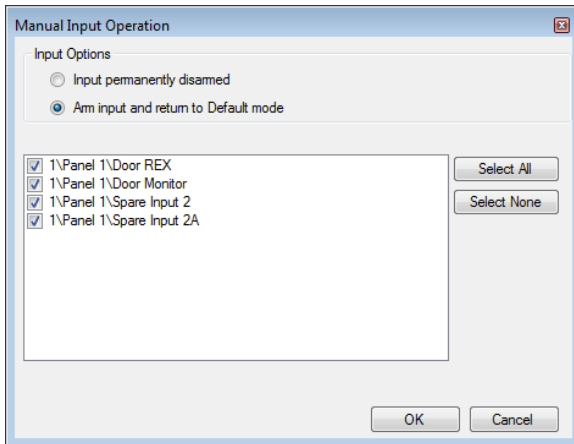 Manual Input Operation
Input Options
Input permanently disarmed
Arm input and return to Default mode
1\Panel 1\Door REX
1\Panel 1\Door Monitor
1\Panel 1\Spare Input 2
1\Panel 1\Spare Input 2A
Select All
Select None
OK
Cancel